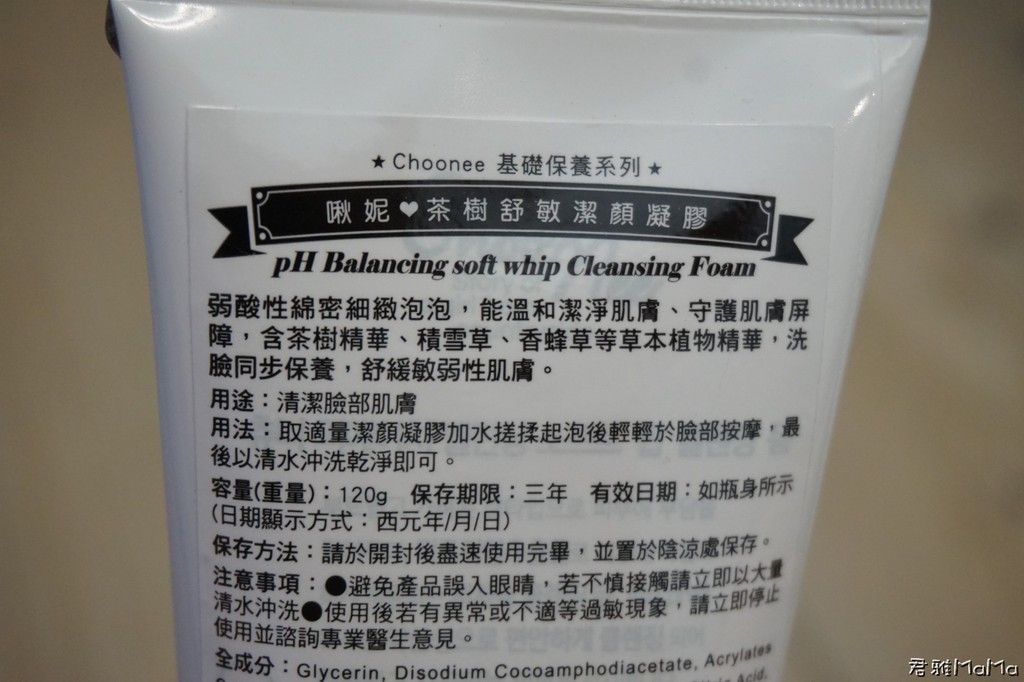 ★ Choonee 基礎保養系列 ★
啾妮❤茶樹舒敏潔顏凝膠
pH Balancing soft whip Cleansing Foam
弱酸性綿密細緻泡泡，能溫和潔淨肌膚、守護肌膚屏
障，含茶樹精華、積雪草、香蜂草等草本植物精華，洗
臉同步保養，舒緩敏弱性肌膚。
用途：清潔臉部肌膚
用法：取適量潔顏凝膠加水搓揉起泡後輕輕於臉部按摩，最
後以清水沖洗乾淨即可。
容量(重量)：120g 保存期限：三年 有效日期：如瓶身所示
(日期顯示方式：西元年/月/日)
保存方法：請於開封後盡速使用完畢，並置於陰涼處保存。
注意事項：●避免產品誤入眼睛，若不慎接觸請立即以大量
清水沖洗●使用後若有異常或不適等過敏現象，請立即停止
使用並諮詢專業醫生意見。
全成分：Glycerin, Disodium Cocoamphodiacetate, Acrylates
Acid,
君雅MaMa